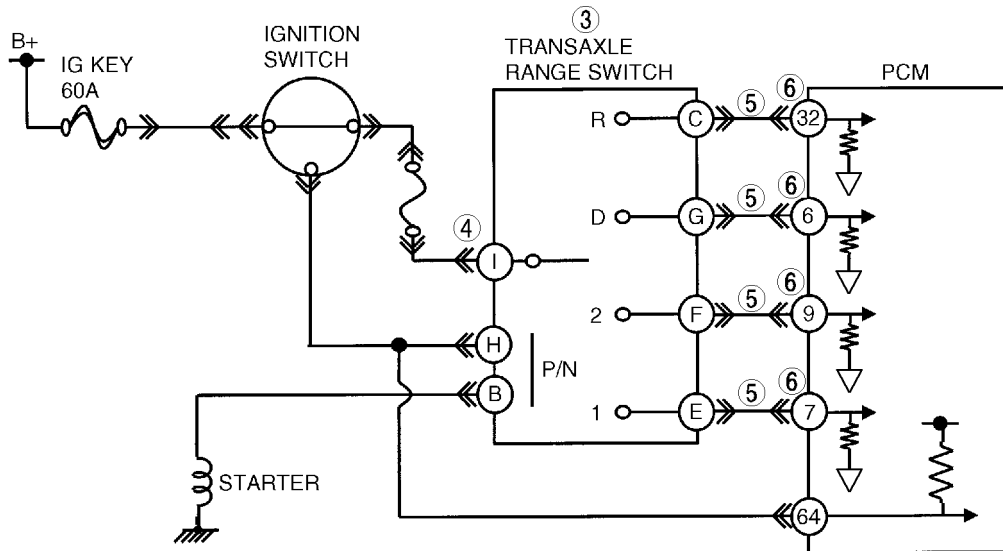 B+
IG KEY
60A
IGNITION
SWITCH
③
TRANSAXLE
RANGE SWITCH
PCM
R
C
⑤
⑥
32
D
G
⑤
⑥
6
④
I
2
F
⑤
⑥
9
H
P/N
B
1
E
⑤
⑥
7
STARTER
64